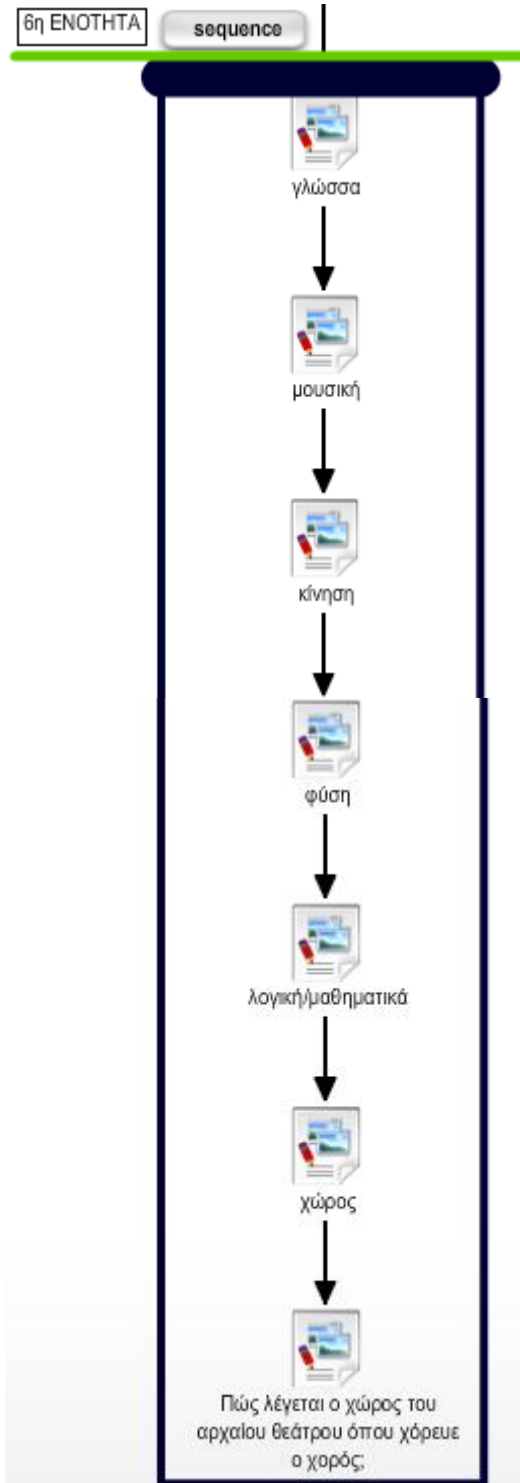 6η ΕΝΟΤΗΤΑ
sequence
γλώσσα
μουσική
κίνηση
φύση
λογική/μαθηματικά
χώρος
Πώς λέγεται ο χώρος του
αρχαίου θεάτρου όπου χόρευε
ο χορός;